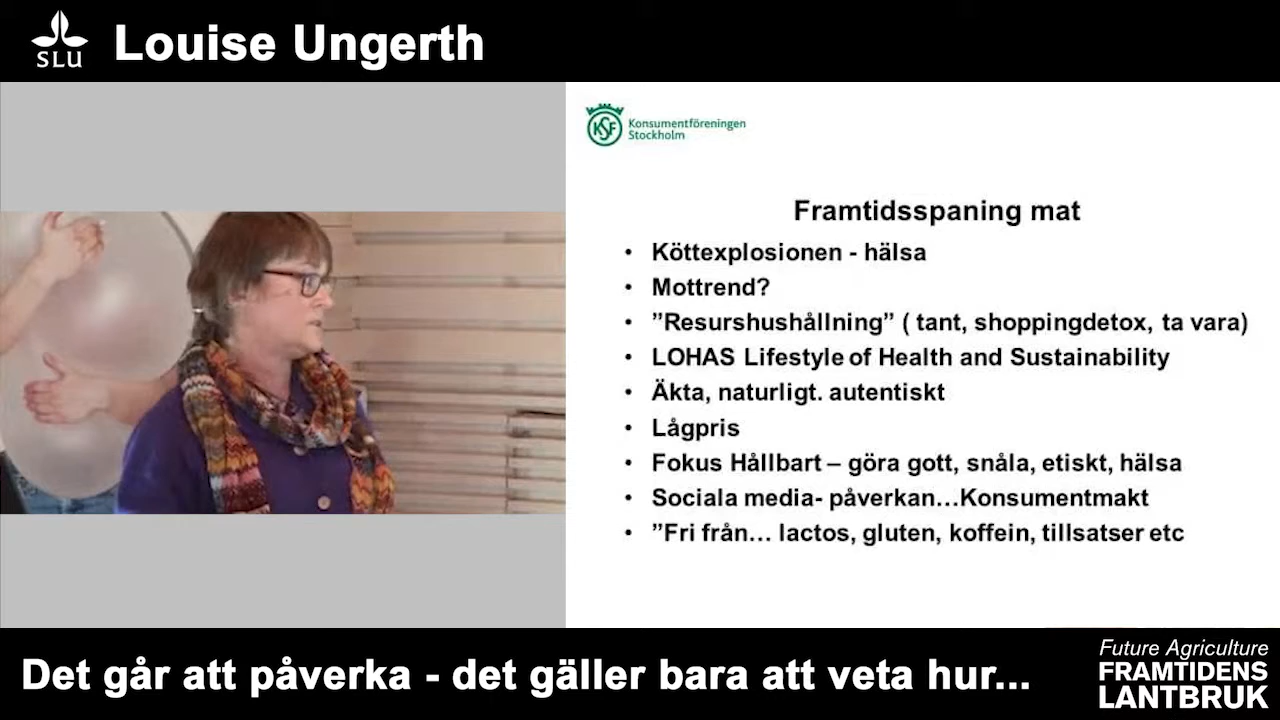 SLU
Louise Ungerth
KSF
Konsumentföreningen
Stockholm
Framtidsspaning mat
• Köttexplosionen - hälsa
• Mottrend?
• ”Resurshushållning” ( tant, shoppingdetox, ta vara)
• LOHAS Lifestyle of Health and Sustainability
• Äkta, naturligt. autentiskt
• Lågpris
• Fokus Hållbart – göra gott, snåla, etiskt, hälsa
• Sociala media- påverkan…Konsumentmakt
• ”Fri från… lactos, gluten, koffein, tillsatser etc
Det går att påverka - det gäller bara att veta hur...
Future Agriculture
FRAMTIDENS
LANTBRUK